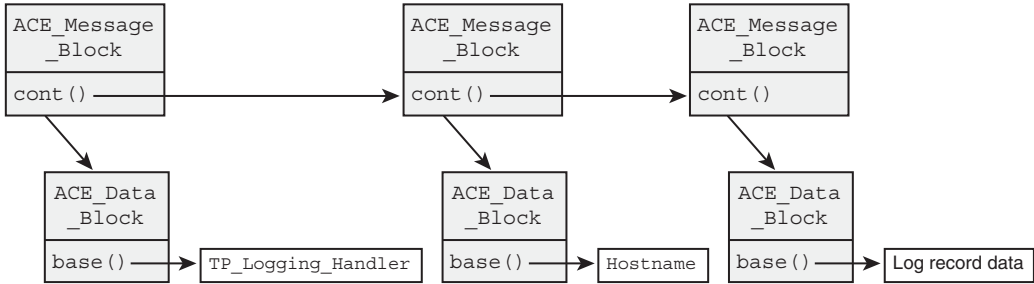 ACE_Message
_Block
cont()
ACE_Message
_Block
cont()
ACE_Message
_Block
cont()
ACE_Data
_Block
base()
TP_Logging_Handler
ACE_Data
_Block
base()
Hostname
ACE_Data
_Block
base()
Log record data